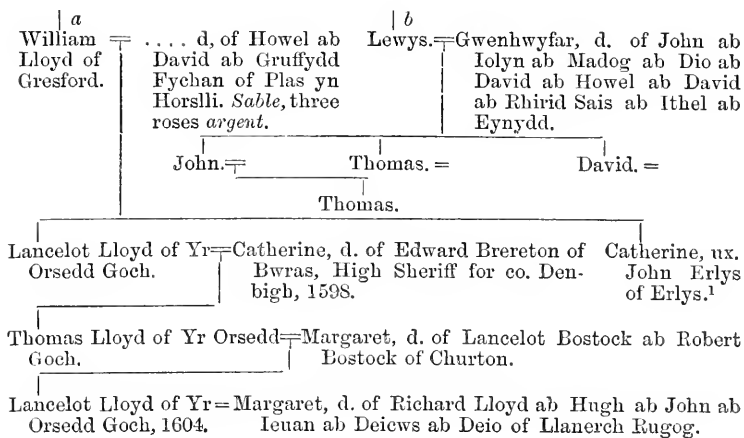 a b
William = .... d, of Howel ab Lewys.=Gwenhwyfar, d. of John ab
Lloyd of David ab Gruffydd Iolyn ab Madog ab Dio ab
Gresford. Fychan of Plas yn David ab Howel ab David
Horslli. Sable, three ab Rhirid Sais ab Ithel ab
roses argent. Eynydd.
John.= Thomas. = David. =
Thomas.
Lancelot Lloyd of Yr=Catherine, d. of Edward Brereton of Catherine, ux.
Orsedd Goch. Bwras, High Sheriff for co. Den- John Erlys
bigh, 1598. of Erlys.¹
Thomas Lloyd of Yr Orsedd=Margaret, d. of Lancelot Bostock ab Robert
Goch. Bostock of Churton.
Lancelot Lloyd of Yr=Margaret, d. of Richard Lloyd ab Hugh ab John ab
Orsedd Goch, 1604. Ieuan ab Deicws ab Deio of Llanerch Rugog.